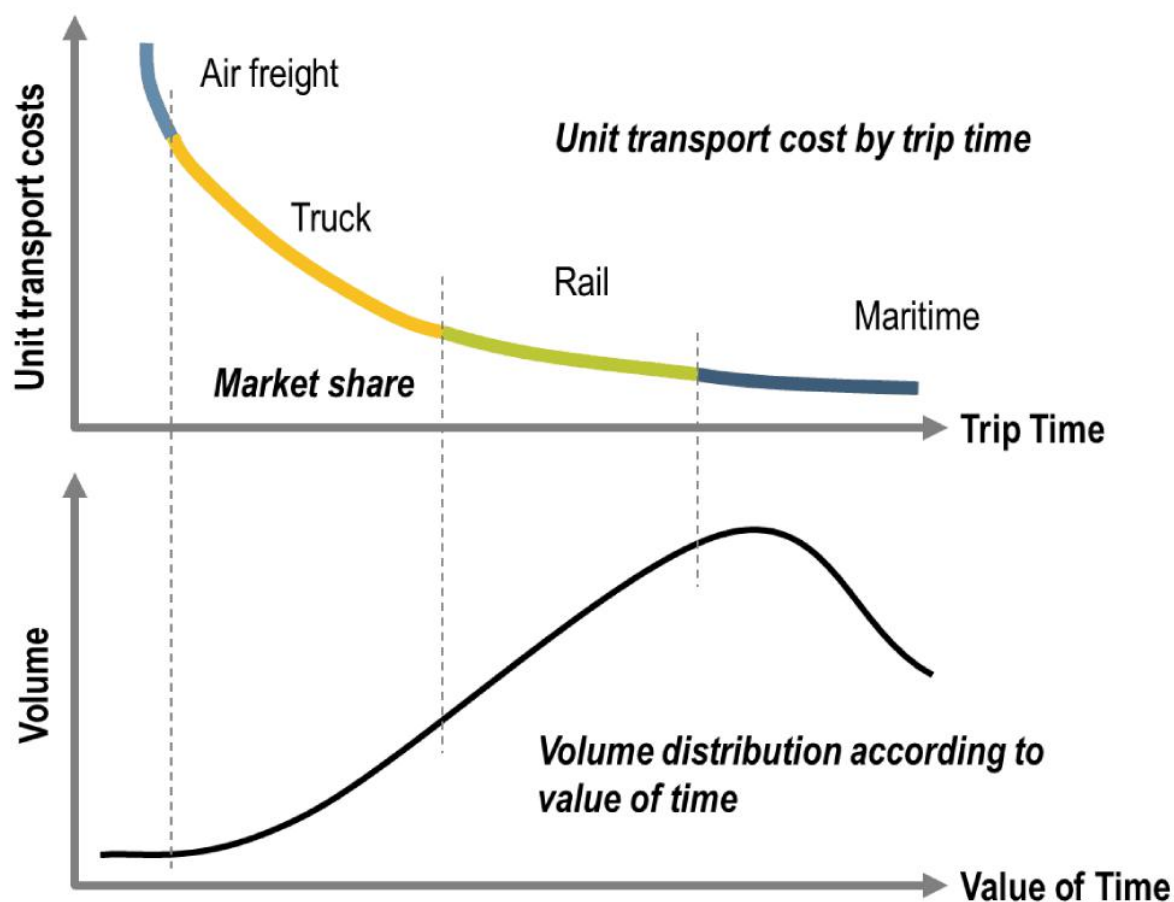 Unit transport costs
Air freight
Unit transport cost by trip time
Truck
Rail
Maritime
Market share
Trip Time
Volume
Volume distribution according to
value of time
Value of Time